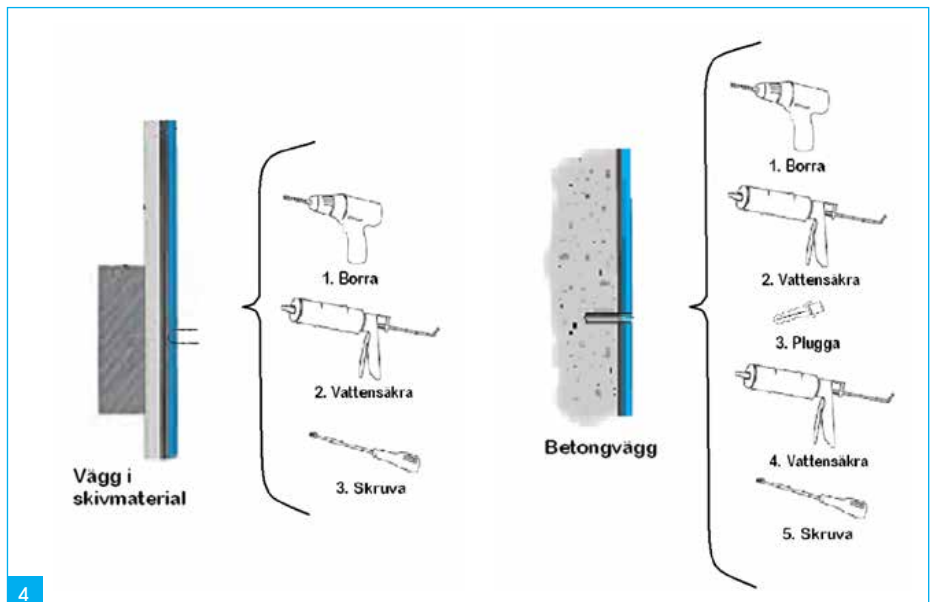 1. Borra
2. Vattensäkra
3. Skruva
Vägg i
skivmaterial
1. Borra
2. Vattensäkra
3. Plugga
4. Vattensäkra
5. Skruva
Betongvägg
4